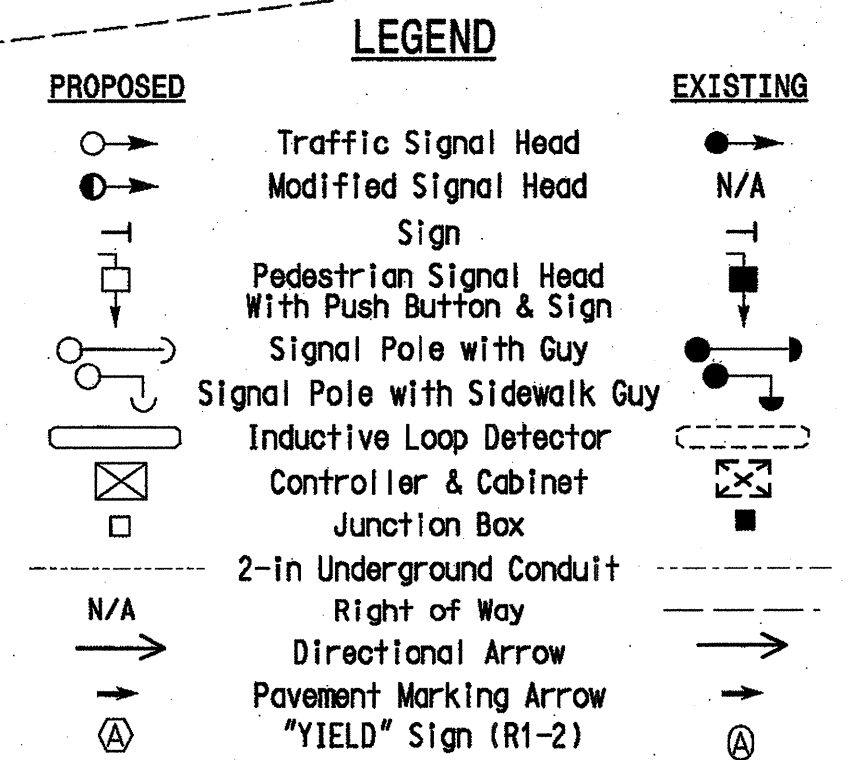 LEGEND
PROPOSED EXISTING
Traffic Signal Head
Modified Signal Head N/A
Sign
Pedestrian Signal Head
With Push Button & Sign
Signal Pole with Guy
Signal Pole with Sidewalk Guy
Inductive Loop Detector
Controller & Cabinet
Junction Box
2-in Underground Conduit
N/A Right of Way
Directional Arrow
Pavement Marking Arrow
A "YIELD" Sign (R1-2) A